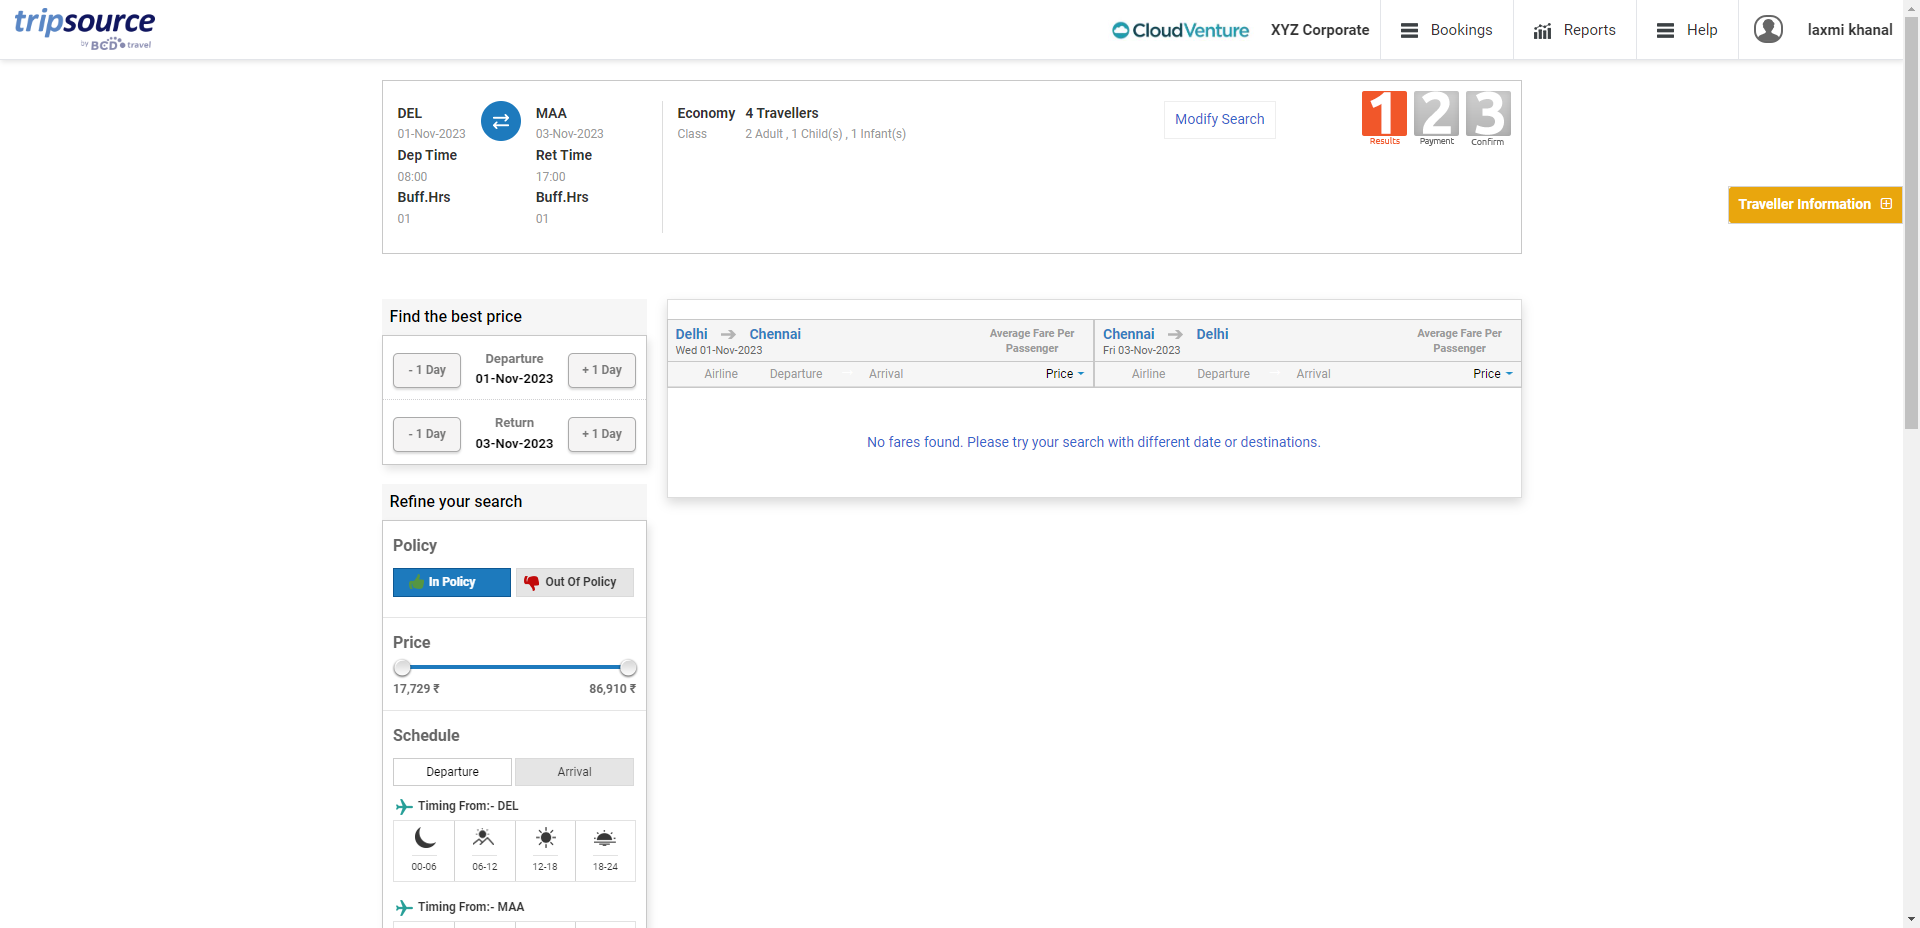 tripsource
by BCD travel
CloudVenture
XYZ Corporate
Bookings
Reports
Help
laxmi khanal
DEL
01-Nov-2023
Dep Time
08:00
Buff.Hrs
01
MAA
03-Nov-2023
Ret Time
17:00
Buff.Hrs
01
Economy
Class
4 Travellers
2 Adult , 1 Child(s) , 1 Infant(s)
Modify Search
1
Results
2
Payment
3
Confirm
Traveller Information
Find the best price
- 1 Day
Departure
01-Nov-2023
+ 1 Day
- 1 Day
Return
03-Nov-2023
+ 1 Day
Refine your search
Policy
In Policy
Out Of Policy
Price
17,729 ₹
86,910 ₹
Schedule
Departure
Arrival
Timing From:- DEL
00-06
06-12
12-18
18-24
Timing From:- MAA
Delhi
Chennai
Wed 01-Nov-2023
Average Fare Per
Passenger
Airline
Departure
Arrival
Price
Chennai
Delhi
Fri 03-Nov-2023
Average Fare Per
Passenger
Airline
Departure
Arrival
Price
No fares found. Please try your search with different date or destinations.